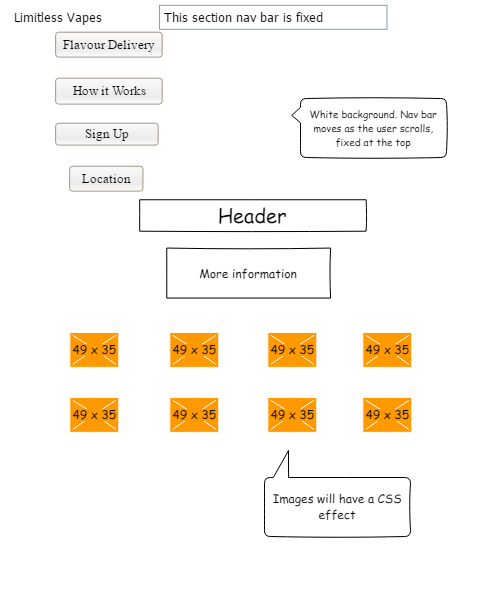 Limitless Vapes
This section nav bar is fixed
Flavour Delivery
How it Works
Sign Up
Location
White background. Nav bar
moves as the user scrolls,
fixed at the top
Header
More information
49 x 35
49 x 35
49 x 35
49 x 35
49 x 35
49 x 35
49 x 35
49 x 35
Images will have a CSS
effect